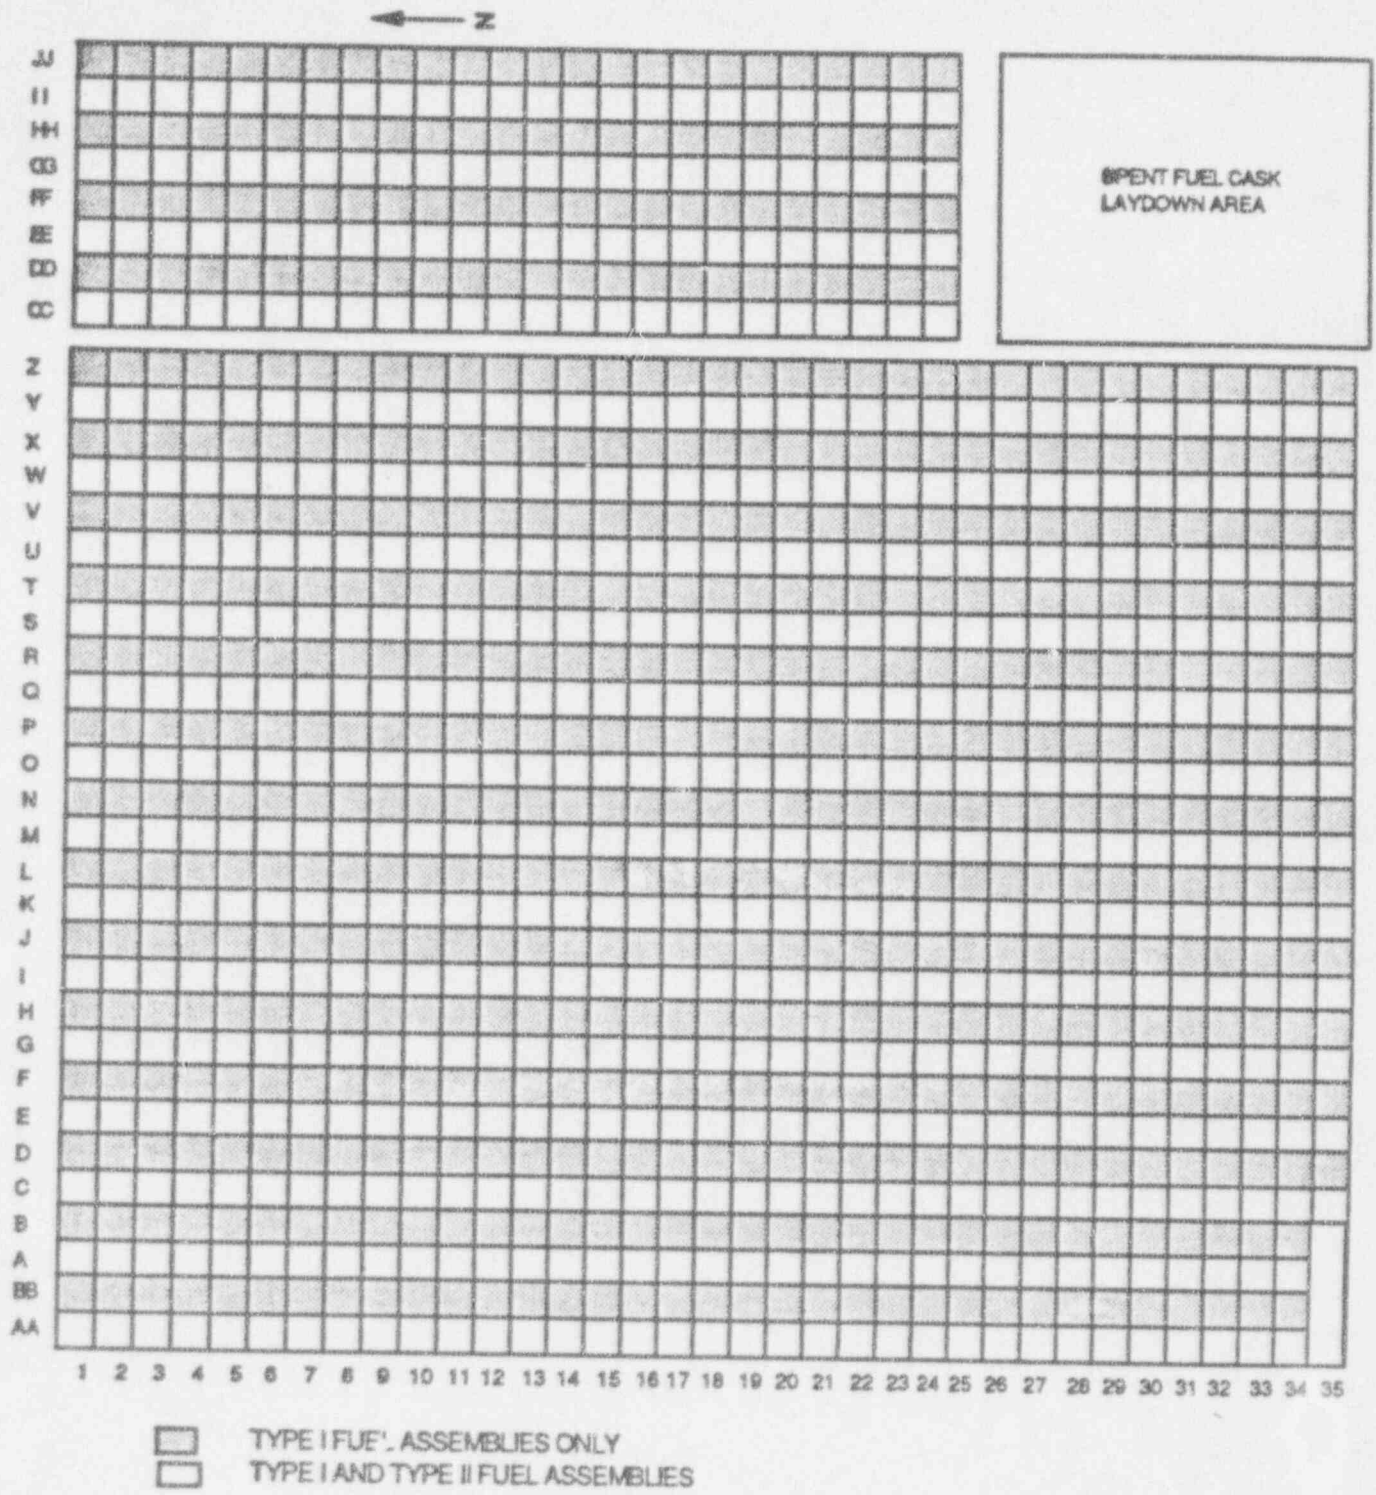 N
JJ
II
HH
GG
FF
EE
DD
CC
SPENT FUEL CASK
LAYDOWN AREA
Z
Y
X
W
V
U
T
S
R
Q
P
O
N
M
L
K
J
I
H
G
F
E
D
C
B
A
BB
AA
1 2 3 4 5 6 7 8 9 10 11 12 13 14 15 16 17 18 19 20 21 22 23 24 25 26 27 28 29 30 31 32 33 34 35
TYPE I FUE'. ASSEMBLIES ONLY
TYPE I AND TYPE II FUEL ASSEMBLIES